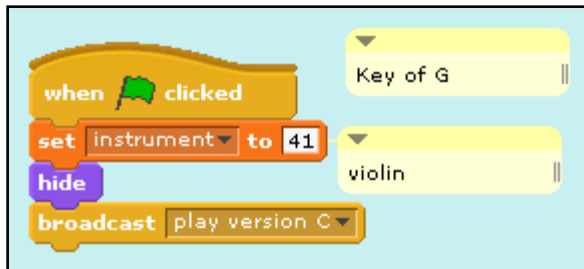 Key of G
when clicked
set instrument to 41
violin
hide
broadcast play version C